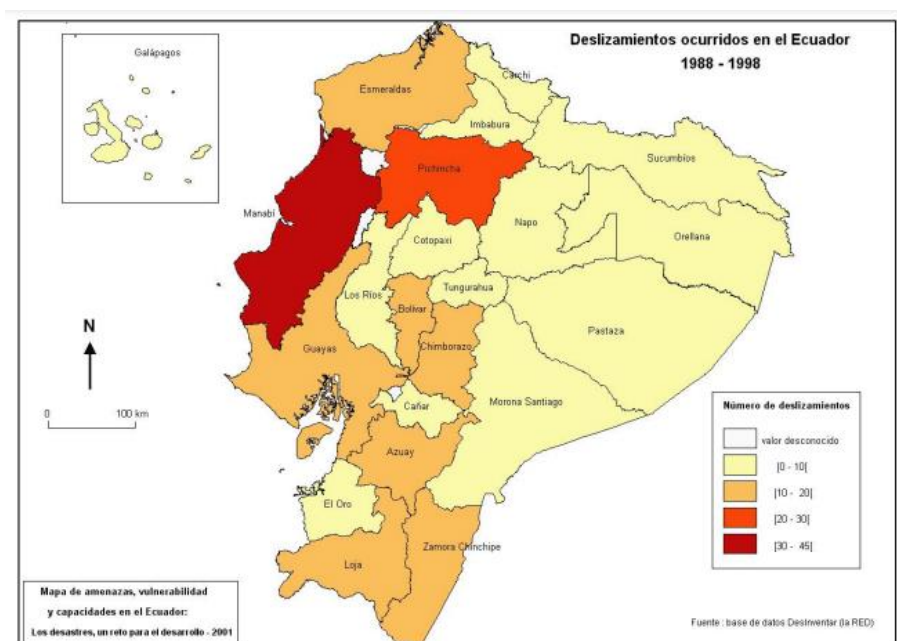 Deslizamientos ocurridos en el Ecuador
1988 - 1998
Galápagos
Esmeraldas
Carchi
Imbabura
Sucumbíos
Pichincha
Manabí
Napo
Orellana
Cotopaxi
Los Ríos
Tungurahua
Bolívar
Pastaza
Guayas
Chimborazo
Morona Santiago
Cañar
Azuay
El Oro
Loja
Zamora Chinchipe
N
0 100 km
Número de deslizamientos
valor desconocido
|0 - 10|
|10 - 20|
|20 - 30|
|30 - 45|
Mapa de amenazas, vulnerabilidad
y capacidades en el Ecuador:
Los desastres, un reto para el desarrollo - 2001
Fuente : base de datos DesInventar (la RED)